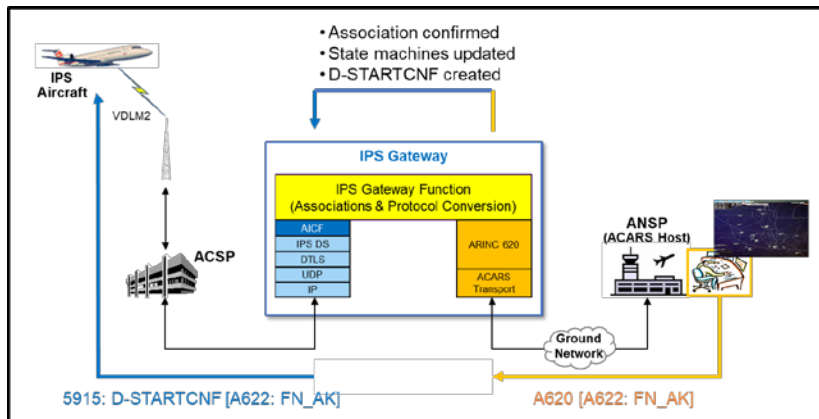 • Association confirmed
• State machines updated
• D-STARTCNF created
IPS
Aircraft
VDLM2
ACSP
IPS Gateway
IPS Gateway Function
(Associations & Protocol Conversion)
AICF
IPS DS
DTLS
UDP
IP
ARINC 620
ACARS
Transport
ANSP
(ACARS Host)
Ground
Network
5915: D-STARTCNF [A622: FN_AK]
A620 [A622: FN_AK]